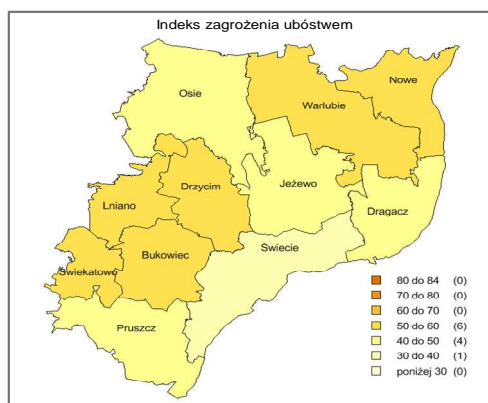 Indeks zagrożenia ubóstwem
Nowe
Osie
Warlubie
Drzycim
Jeżewo
Lniano
Dragacz
Świecie
Bukowiec
Świekatowo
Pruszcz
80 do 84 (0)
70 do 80 (0)
60 do 70 (0)
50 do 60 (6)
40 do 50 (4)
30 do 40 (1)
poniżej 30 (0)